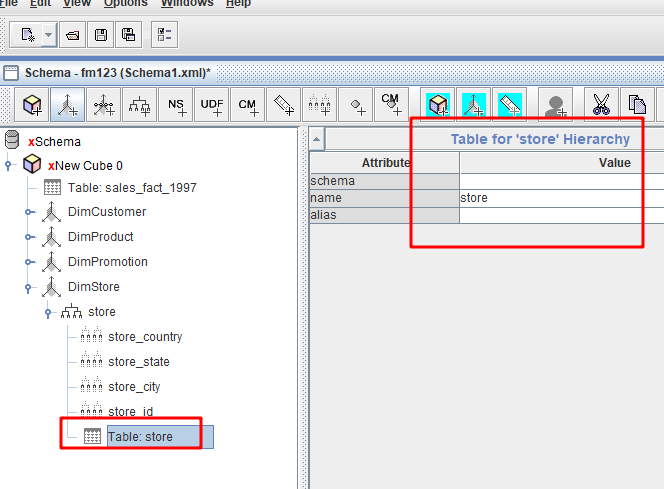 File Edit View Options Windows Help
Schema - fm123 (Schema1.xml)*
NS UDF CM CM
xSchema
xNew Cube 0
Table: sales_fact_1997
DimCustomer
DimProduct
DimPromotion
DimStore
store
store_country
store_state
store_city
store_id
Table: store
Table for 'store' Hierarchy
Attribute Value
schema
name store
alias